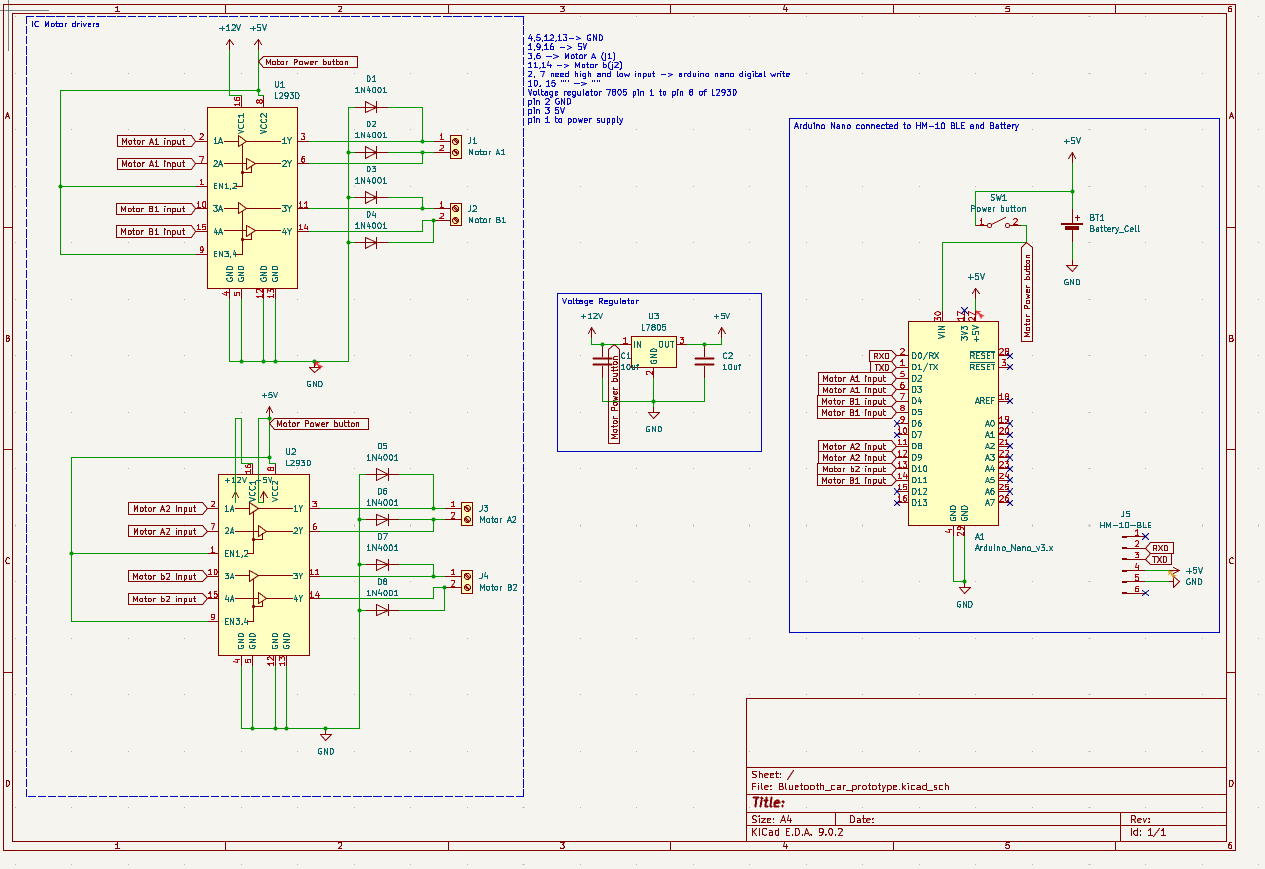 1 2 3 4 5 6
IC Motor drivers
+12V +5V
Motor Power button
U1
L293D
16 8
VCC1 VCC2
Motor A1 input 2 1A 1Y 3
Motor A1 input 7 2A 2Y 6
1 EN1,2
Motor B1 input 10 3A 3Y 11
Motor B1 input 15 4A 4Y 14
9 EN3,4
GND GND GND GND
4 5 12 13
GND
D1
1N4001
D2
1N4001
D3
1N4001
D4
1N4001
1 J1
2 Motor A1
1 J2
2 Motor B1
4,5,12,13-> GND
1,9,16 -> 5V
3,6 -> Motor A (j1)
11,14 -> Motor b(j2)
2, 7 need high and low input -> arduino nano digital write
10, 15 "" -> ""
Voltage regulator 7805 pin 1 to pin 8 of L293D
pin 2 GND
pin 3 5V
pin 1 to power supply
+5V
Motor Power button
U2
L293D
16 8
+12V +5V
VCC1 VCC2
Motor A2 input 2 1A 1Y 3
Motor A2 input 7 2A 2Y 6
1 EN1,2
Motor b2 input 10 3A 3Y 11
Motor b2 input 15 4A 4Y 14
9 EN3,4
GND GND GND GND
4 5 12 13
GND
D5
1N4001
D6
1N4001
D7
1N4001
D8
1N4001
1 J3
2 Motor A2
1 J4
2 Motor B2
Voltage Regulator
+12V U3 +5V
L7805
1 IN OUT 3
GND
2
C1
10uf
C2
10uf
Motor Power button
GND
Arduino Nano connected to HM-10 BLE and Battery
+5V
SW1
Power button
1 2
+
BT1
Battery_Cell
GND
Motor Power button
+5V
30 17 27
VIN 3V3 +5V
RXD 2 D0/RX RESET 28
TXD 1 D1/TX RESET 3
Motor A1 input 5 D2
Motor A1 input 6 D3
Motor B1 input 7 D4 AREF 18
Motor B1 input 8 D5
9 D6 A0 19
10 D7 A1 20
Motor A2 input 11 D8 A2 21
Motor A2 input 12 D9 A3 22
Motor b2 input 13 D10 A4 23
Motor B1 input 14 D11 A5 24
15 D12 A6 25
16 D13 A7 26
GND GND
4 29
A1
Arduino_Nano_v3.x
GND
J5
HM-10-BLE
1
2 RXD
3 TXD
4 +5V
5 GND
6
A B C D
A B C D
Sheet: /
File: Bluetooth_car_prototype.kicad_sch
Title:
Size: A4 Date: Rev:
KiCad E.D.A. 9.0.2 Id: 1/1
1 2 3 4 5 6